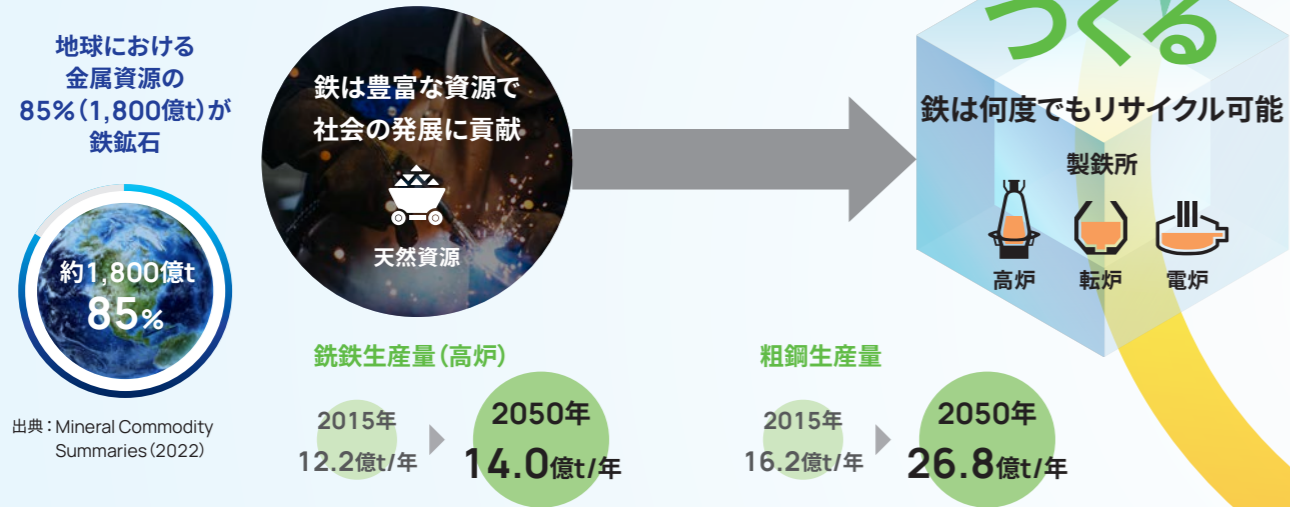 地球における
金属資源の
85%(1,800億t)が
鉄鉱石
約1,800億t
85%
出典：Mineral Commodity
Summaries(2022)
鉄は豊富な資源で
社会の発展に貢献
天然資源
つくる
鉄は何度でもリサイクル可能
製鉄所
高炉
転炉
電炉
銑鉄生産量(高炉)
2015年
12.2億t/年
2050年
14.0億t/年
粗鋼生産量
2015年
16.2億t/年
2050年
26.8億t/年